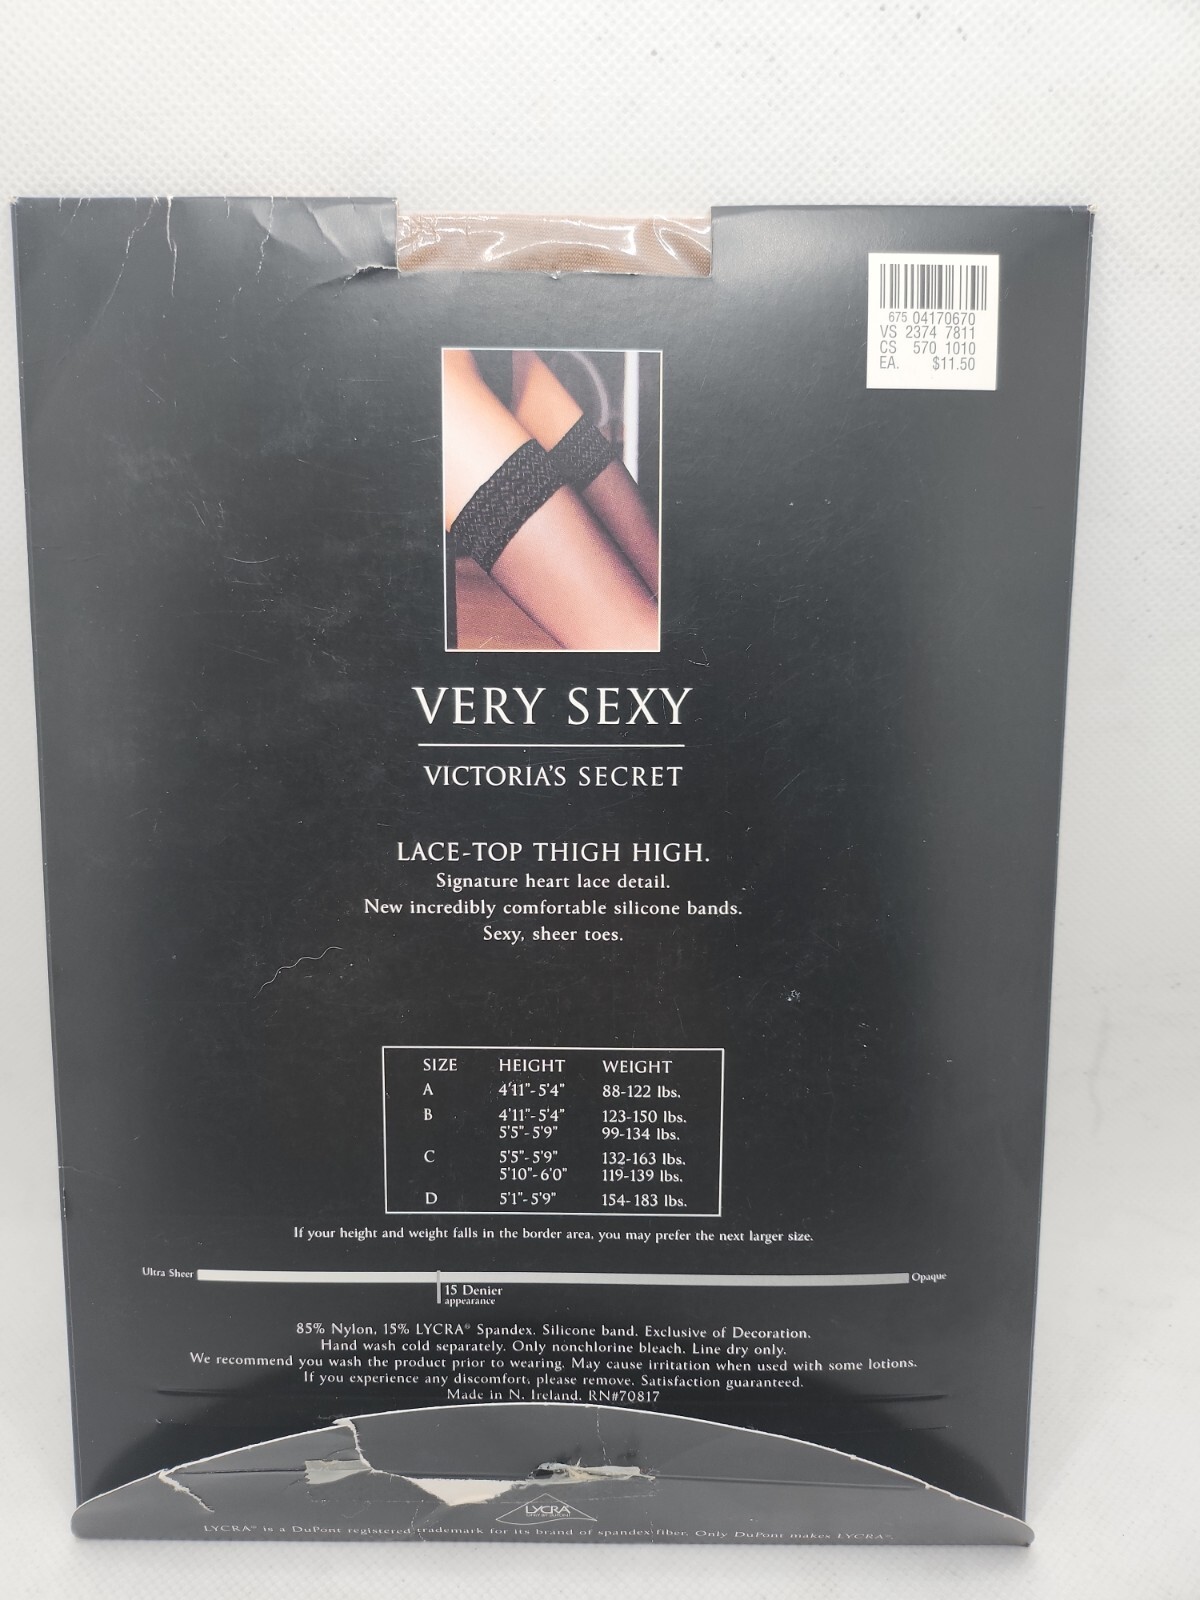 675 04170670
VS 2374 7811
CS 570 1010
EA. $11.50
VERY SEXY
VICTORIA'S SECRET
LACE-TOP THIGH HIGH.
Signature heart lace detail.
New incredibly comfortable silicone bands.
Sexy, sheer toes.
SIZE HEIGHT WEIGHT
A 4'11"-5'4" 88-122 lbs.
B 4'11"-5'4" 123-150 lbs.
5'5"-5'9" 99-134 lbs.
C 5'5"-5'9" 132-163 lbs.
5'10"-6'0" 119-139 lbs.
D 5'1"-5'9" 154-183 lbs.
If your height and weight falls in the border area, you may prefer the next larger size.
Ultra Sheer Opaque
15 Denier
appearance
85% Nylon, 15% LYCRA® Spandex. Silicone band. Exclusive of Decoration.
Hand wash cold separately. Only nonchlorine bleach. Line dry only.
We recommend you wash the product prior to wearing. May cause irritation when used with some lotions.
If you experience any discomfort, please remove. Satisfaction guaranteed.
Made in N. Ireland. RN#70817
LYCRA
LYCRA® is a DuPont registered trademark for its brand of spandex fiber. Only DuPont makes LYCRA®.